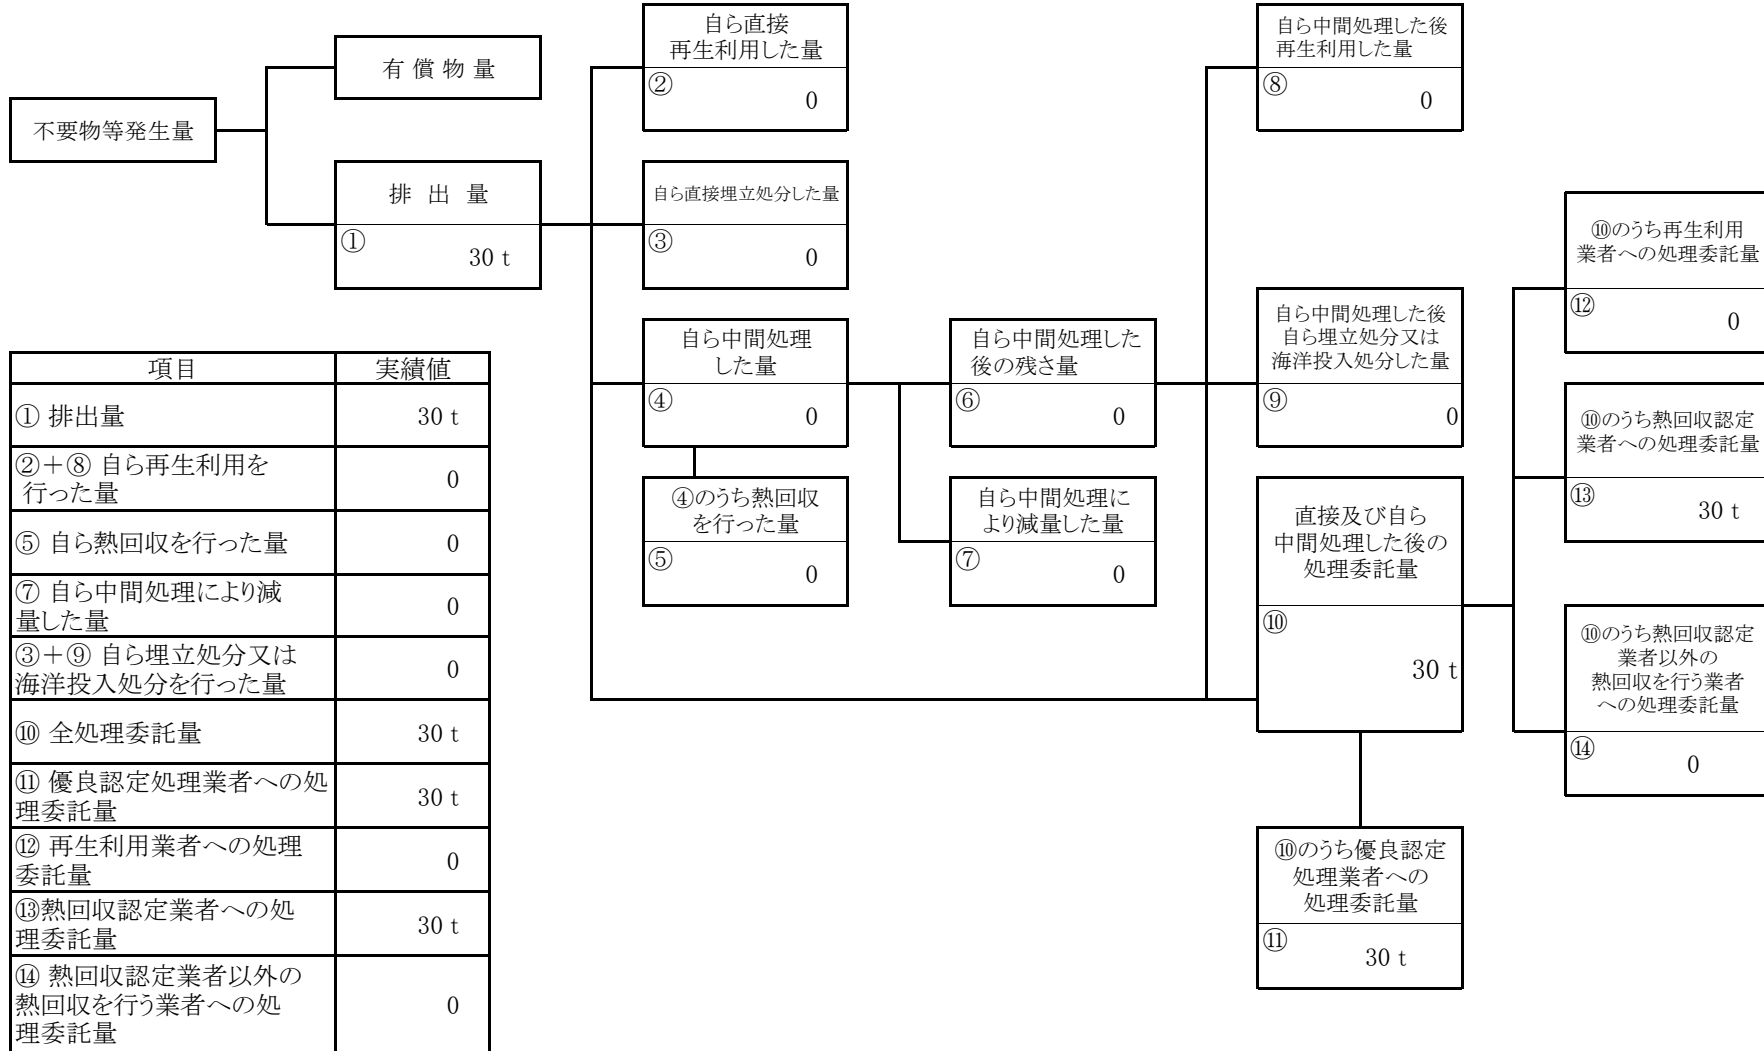 不要物等発生量
有 償 物 量
排 出 量
①
30 t
自ら直接
再生利用した量
②
0
自ら直接埋立処分した量
③
0
自ら中間処理
した量
④
0
④のうち熱回収
を行った量
⑤
0
自ら中間処理した
後の残さ量
⑥
0
自ら中間処理に
より減量した量
⑦
0
自ら中間処理した後
再生利用した量
⑧
0
自ら中間処理した後
自ら埋立処分又は
海洋投入処分した量
⑨
0
直接及び自ら
中間処理した後の
処理委託量
⑩
30 t
⑩のうち優良認定
処理業者への
処理委託量
⑪
30 t
⑩のうち再生利用
業者への処理委託量
⑫
0
⑩のうち熱回収認定
業者への処理委託量
⑬
30 t
⑩のうち熱回収認定
業者以外の
熱回収を行う業者
への処理委託量
⑭
0
項目 実績値
① 排出量 30 t
②+⑧ 自ら再生利用を
行った量 0
⑤ 自ら熱回収を行った量 0
⑦ 自ら中間処理により減
量した量 0
③+⑨ 自ら埋立処分又は
海洋投入処分を行った量 0
⑩ 全処理委託量 30 t
⑪ 優良認定処理業者への処
理委託量 30 t
⑫ 再生利用業者への処理
委託量 0
⑬熱回収認定業者への処
理委託量 30 t
⑭ 熱回収認定業者以外の
熱回収を行う業者への処
理委託量 0